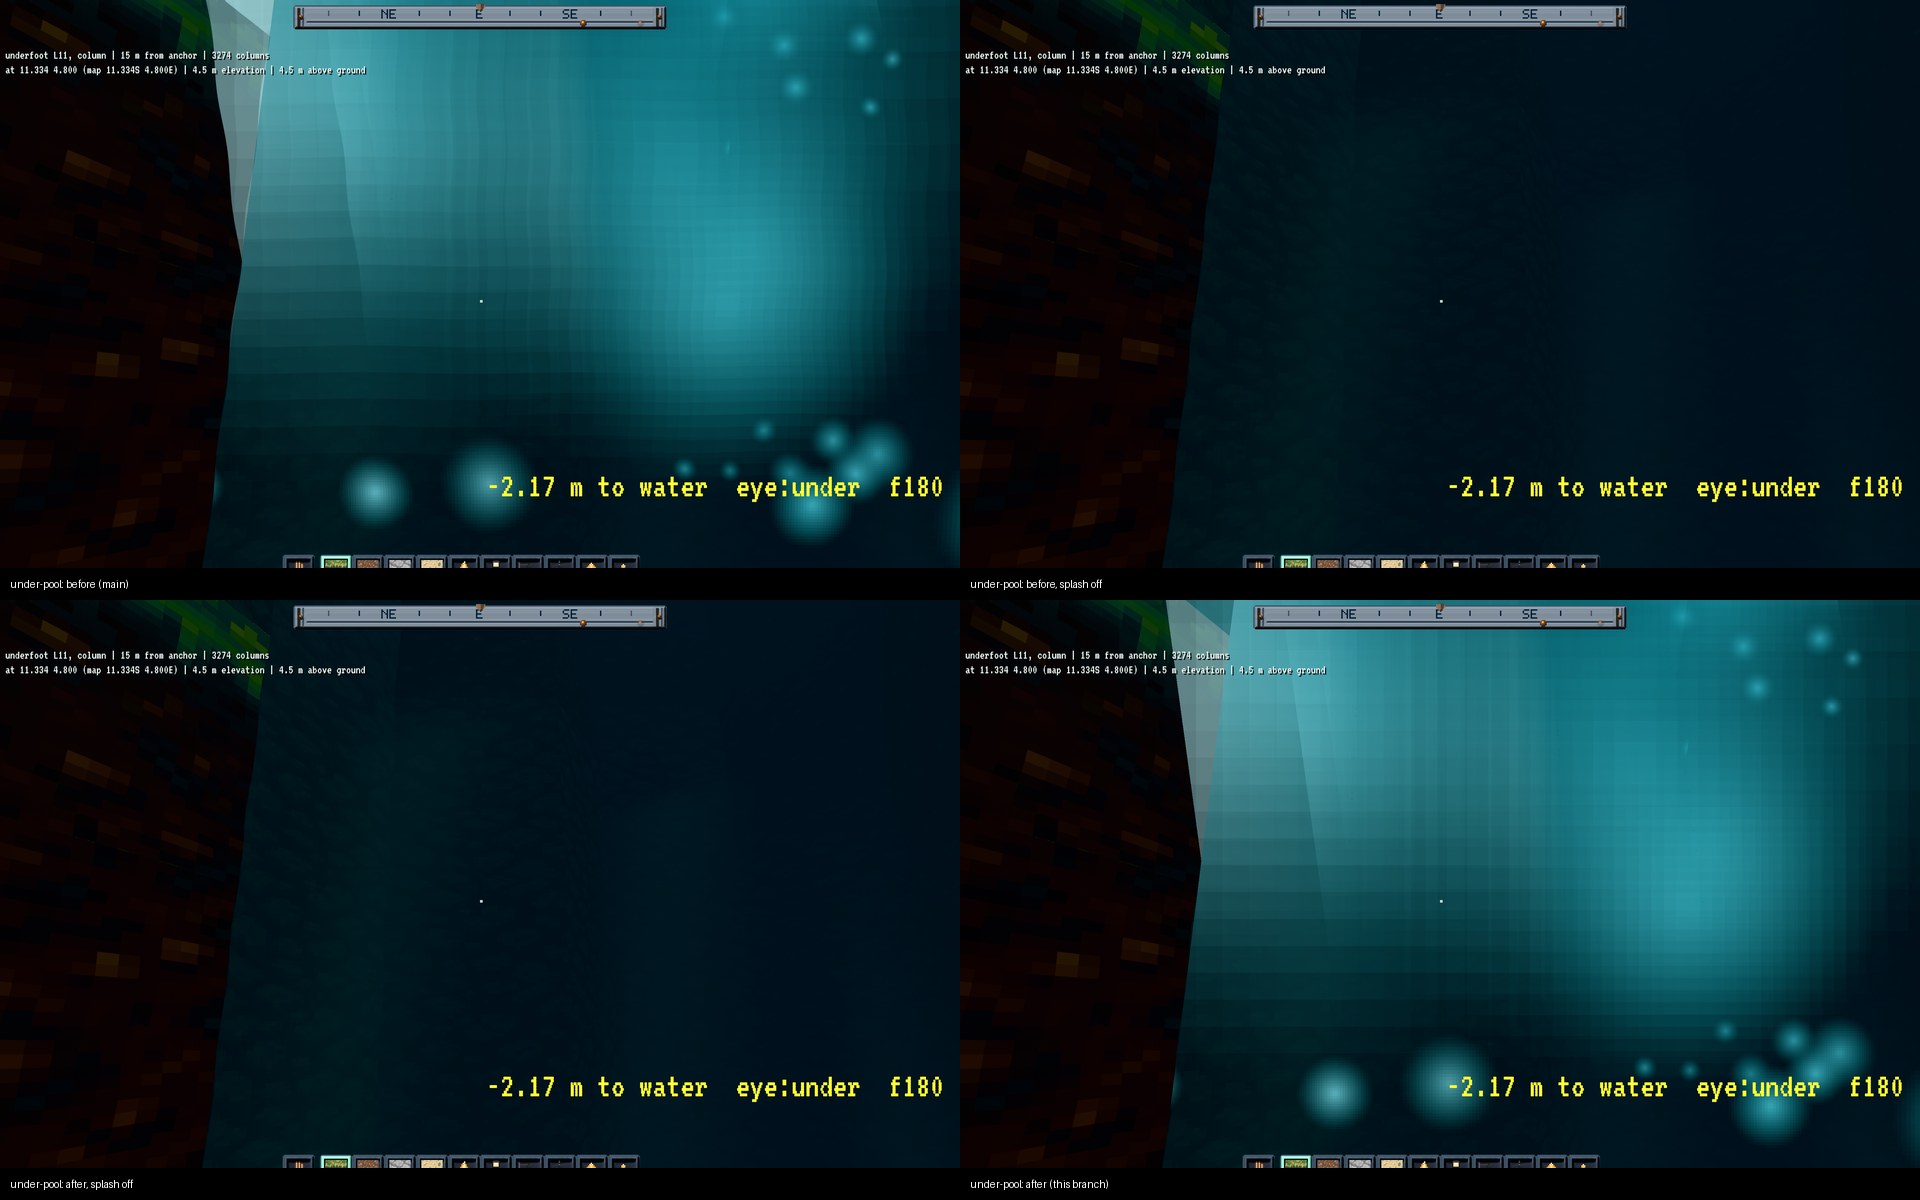 NE E SE
underfoot L11, column | 15 m from anchor | 3274 columns
at 11.334 4.800 (map 11.334S 4.800E) | 4.5 m elevation | 4.5 m above ground
-2.17 m to water eye:under f180
under-pool: before (main)
NE E SE
underfoot L11, column | 15 m from anchor | 3274 columns
at 11.334 4.800 (map 11.334S 4.800E) | 4.5 m elevation | 4.5 m above ground
-2.17 m to water eye:under f180
under-pool: before, splash off
NE E SE
underfoot L11, column | 15 m from anchor | 3274 columns
at 11.334 4.800 (map 11.334S 4.800E) | 4.5 m elevation | 4.5 m above ground
-2.17 m to water eye:under f180
under-pool: after, splash off
NE E SE
underfoot L11, column | 15 m from anchor | 3274 columns
at 11.334 4.800 (map 11.334S 4.800E) | 4.5 m elevation | 4.5 m above ground
-2.17 m to water eye:under f180
under-pool: after (this branch)